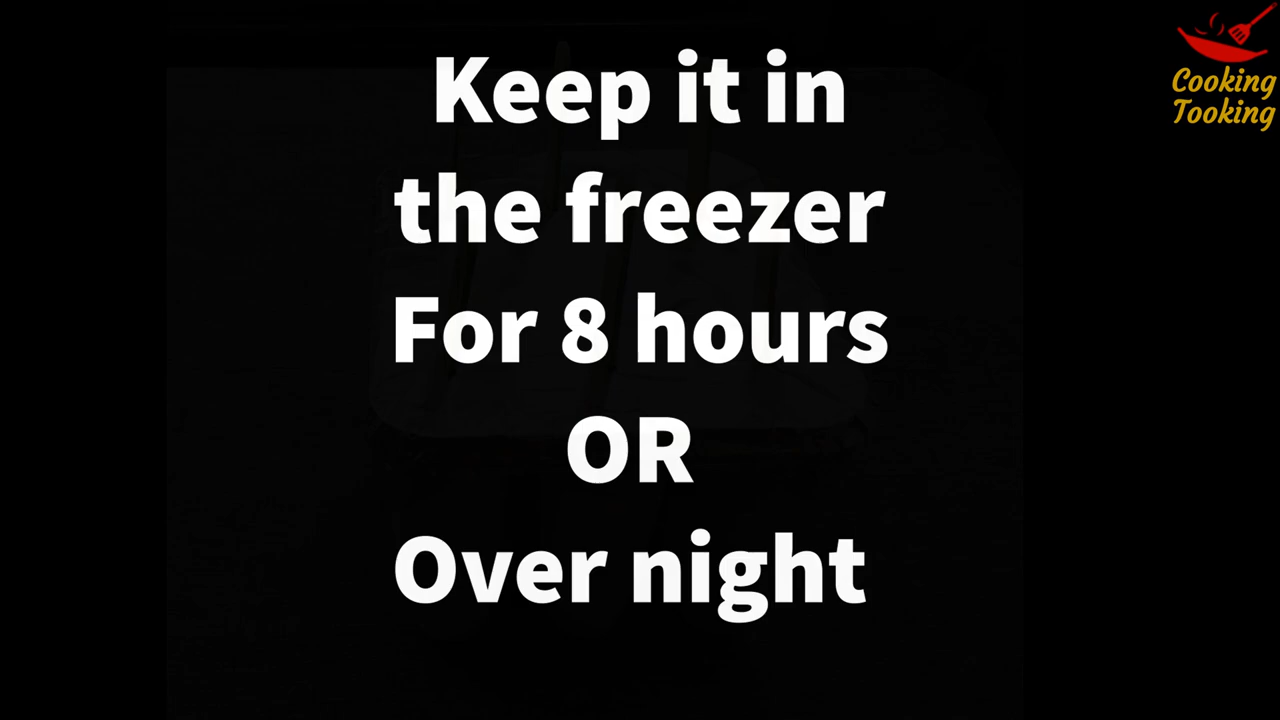 Keep it in
the freezer
For 8 hours
OR
Over night
Cooking
Tooking